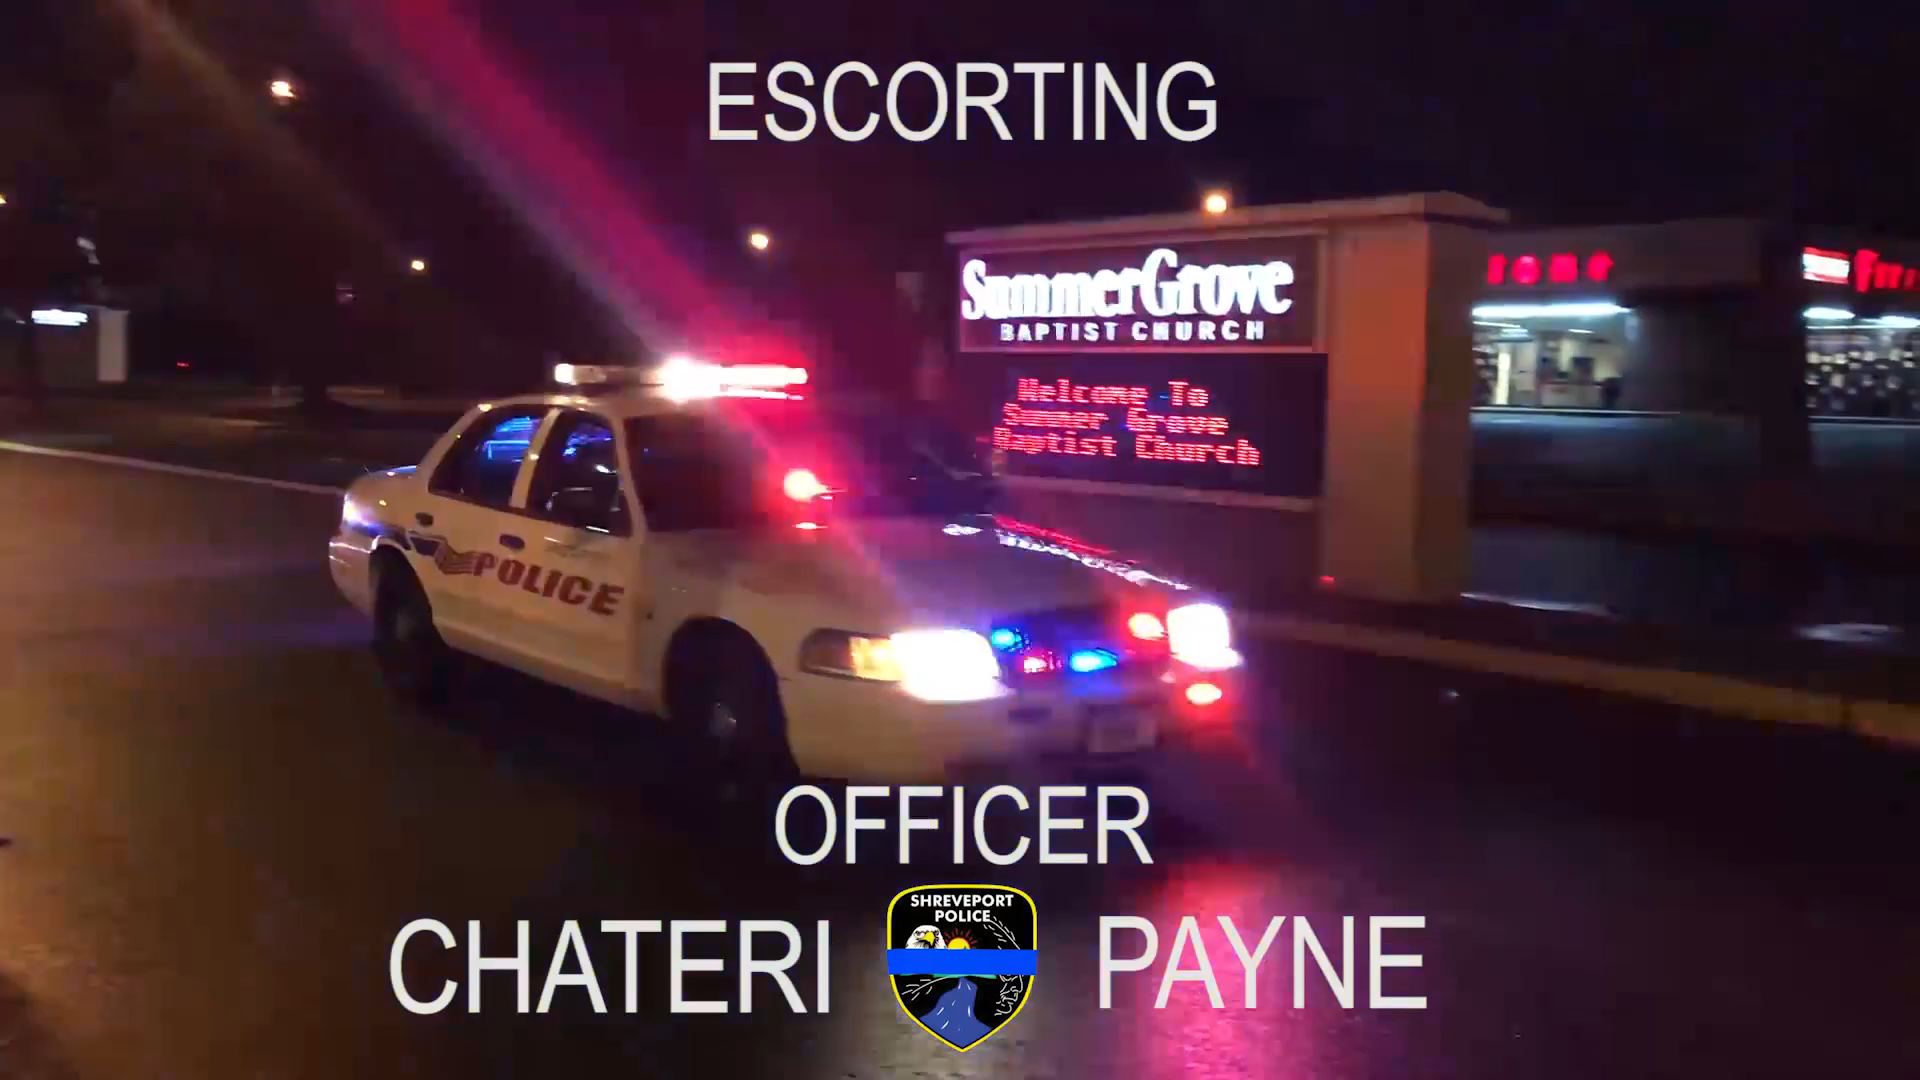 ESCORTING
SummerGrove
BAPTIST CHURCH
Welcome To
Summer Grove
Baptist Church
POLICE
OFFICER
SHREVEPORT
POLICE
CHATERI
PAYNE